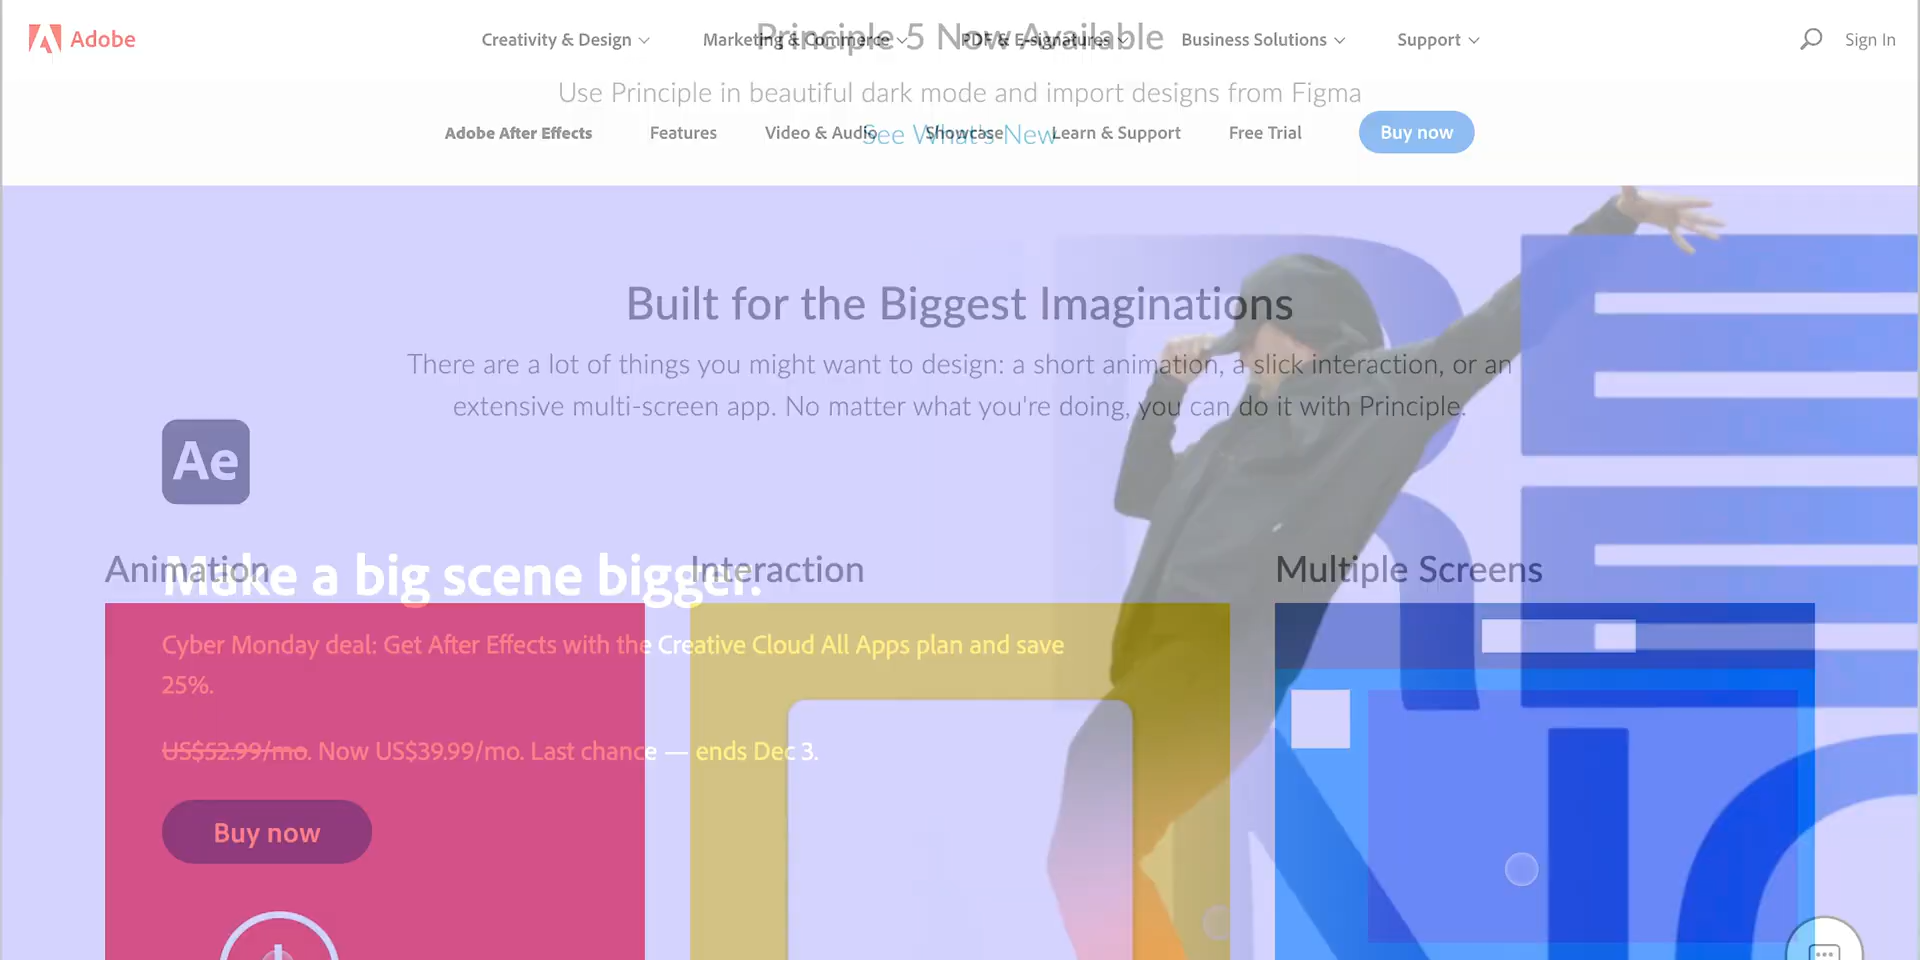 Adobe
Creativity & Design
Marketing & Commerce
PDF & E-signatures
Business Solutions
Support
Sign In
Principle 5 Now Available
Use Principle in beautiful dark mode and import designs from Figma
See What's New
Adobe After Effects
Features
Video & Audio
Showcase
Learn & Support
Free Trial
Buy now
Built for the Biggest Imaginations
There are a lot of things you might want to design: a short animation, a slick interaction, or an
extensive multi-screen app. No matter what you're doing, you can do it with Principle.
Ae
Animation
Interaction
Multiple Screens
Make a big scene bigger.
Cyber Monday deal: Get After Effects with the Creative Cloud All Apps plan and save
25%.
US$52.99/mo. Now US$39.99/mo. Last chance — ends Dec 3.
Buy now